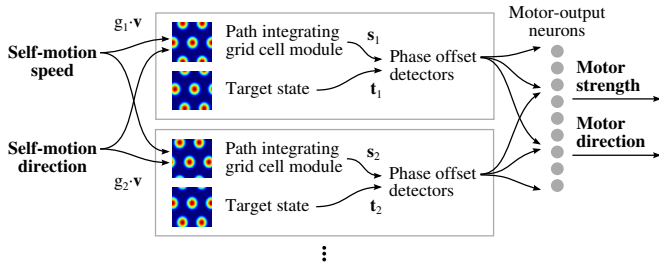 Self-motion
speed
Self-motion
direction
g₁·v
g₂·v
Path integrating
grid cell module
s₁
Target state
t₁
Phase offset
detectors
Path integrating
grid cell module
s₂
Target state
t₂
Phase offset
detectors
Motor-output
neurons
Motor
strength
Motor
direction